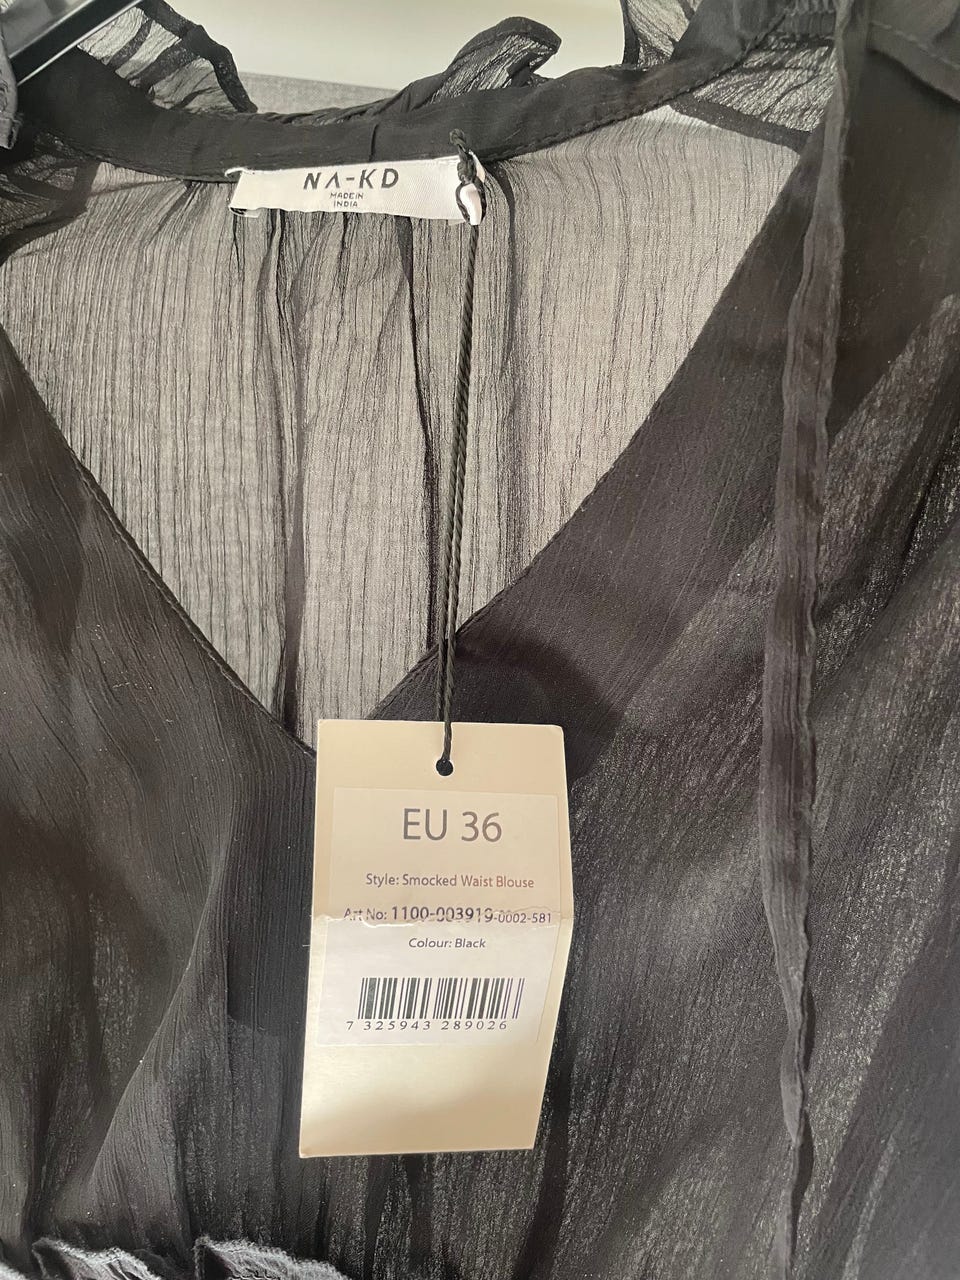 NA-KD
MADE IN
INDIA
EU 36
Style: Smocked Waist Blouse
Art No: 1100-003919-0002-581
Colour: Black
7 325943 289026